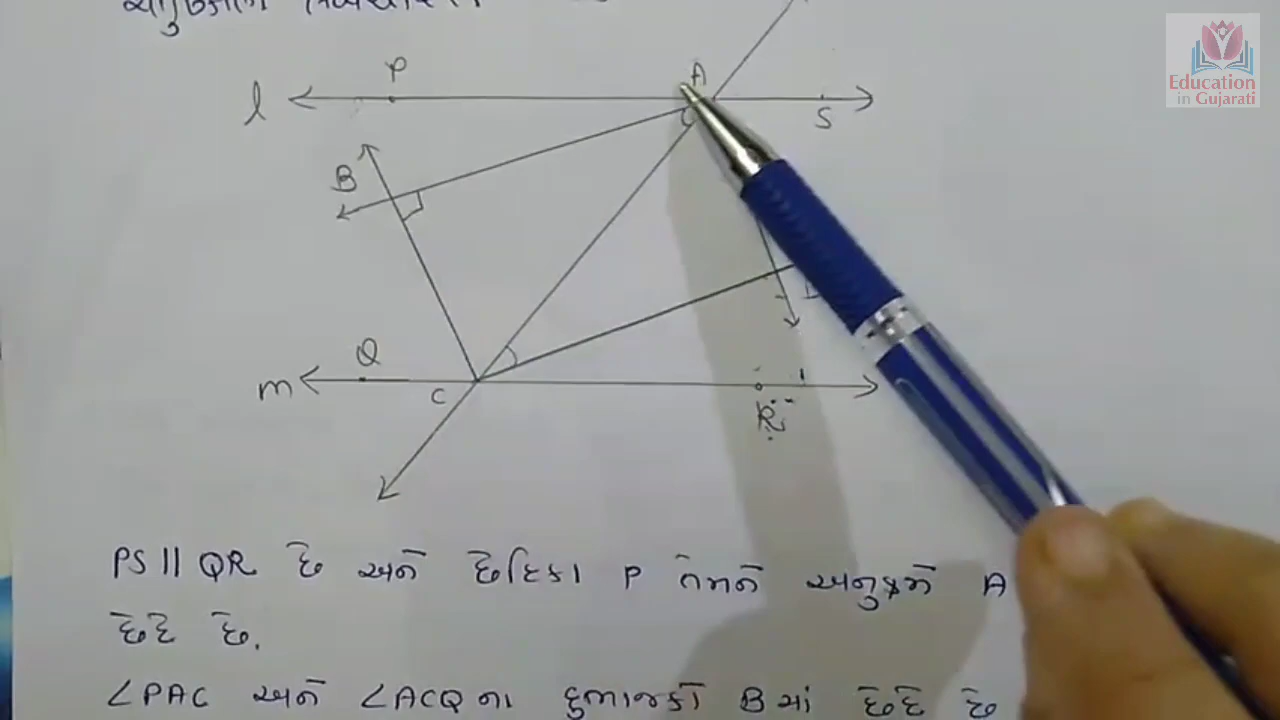 Education
in Gujarati
P
A
l
S
B
Q
m
C
R
PS || QR છે અને છેદિકા P તેમને અનુક્રમે A
છેદે છે.
∠PAC અને ∠ACQ ના દુભાજકો B માં છેદે છે